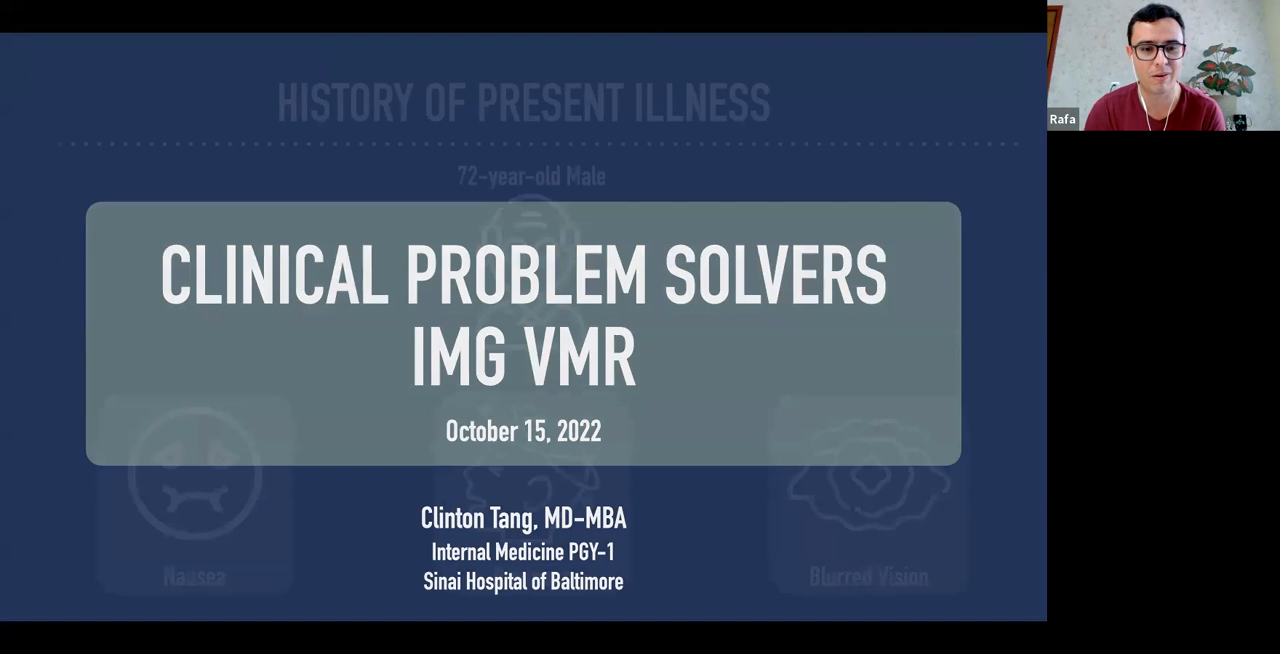 HISTORY OF PRESENT ILLNESS
72-year-old Male
CLINICAL PROBLEM SOLVERS
IMG VMR
October 15, 2022
Clinton Tang, MD-MBA
Internal Medicine PGY-1
Sinai Hospital of Baltimore
Nausea
Blurred Vision
Rafa